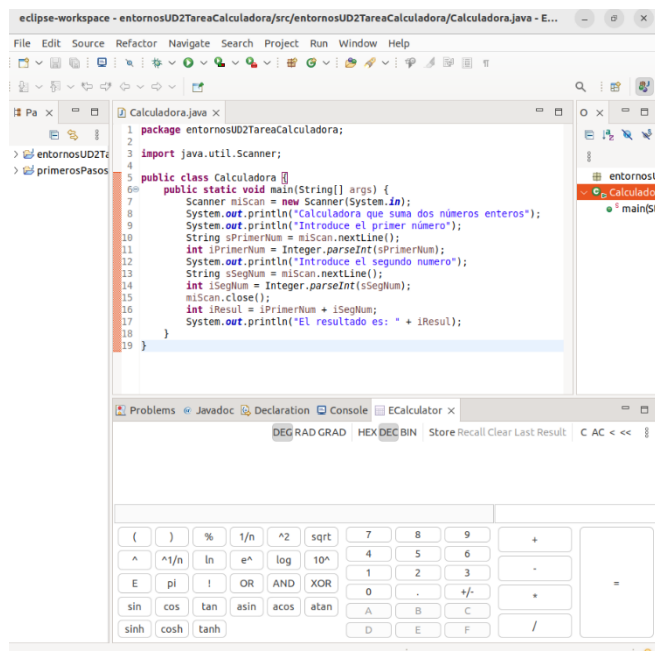 eclipse-workspace - entornosUD2TareaCalculadora/src/entornosUD2TareaCalculadora/Calculadora.java - E...
File Edit Source Refactor Navigate Search Project Run Window Help
Pa
Calculadora.java
entornosUD2Ta
primerosPasos
1 package entornosUD2TareaCalculadora;
2
3 import java.util.Scanner;
4
5 public class Calculadora {
6 public static void main(String[] args) {
7 Scanner miScan = new Scanner(System.in);
8 System.out.println("Calculadora que suma dos números enteros");
9 System.out.println("Introduce el primer número");
10 String sPrimerNum = miScan.nextLine();
11 int iPrimerNum = Integer.parseInt(sPrimerNum);
12 System.out.println("Introduce el segundo numero");
13 String sSegNum = miScan.nextLine();
14 int iSegNum = Integer.parseInt(sSegNum);
15 miScan.close();
16 int iResul = iPrimerNum + iSegNum;
17 System.out.println("El resultado es: " + iResul);
18 }
19 }
O
entornosU
Calculado
main(S
Problems Javadoc Declaration Console ECalculator
DEG RAD GRAD HEX DEC BIN Store Recall Clear Last Result C AC < <<
( ) % 1/n ^2 sqrt 7 8 9 +
^ ^1/n ln e^ log 10^ 4 5 6 -
E pi ! OR AND XOR 1 2 3 =
sin cos tan asin acos atan 0 . +/- *
sinh cosh tanh A B C /
D E F